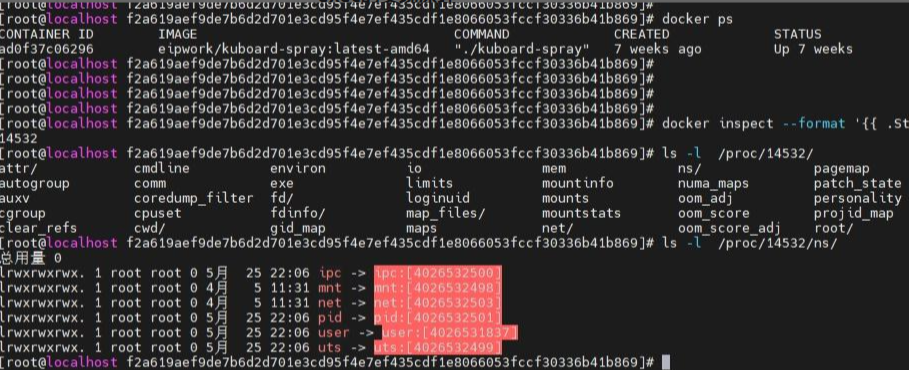 [root@localhost f2a619aef9de7b6d2d701e3cd95f4e7ef435cdf1e8066053fccf30336b41b869]#
[root@localhost f2a619aef9de7b6d2d701e3cd95f4e7ef435cdf1e8066053fccf30336b41b869]# docker ps
CONTAINER ID IMAGE COMMAND CREATED STATUS
ad0f37c06296 eipwork/kuboard-spray:latest-amd64 "./kuboard-spray" 7 weeks ago Up 7 weeks
[root@localhost f2a619aef9de7b6d2d701e3cd95f4e7ef435cdf1e8066053fccf30336b41b869]#
[root@localhost f2a619aef9de7b6d2d701e3cd95f4e7ef435cdf1e8066053fccf30336b41b869]#
[root@localhost f2a619aef9de7b6d2d701e3cd95f4e7ef435cdf1e8066053fccf30336b41b869]#
[root@localhost f2a619aef9de7b6d2d701e3cd95f4e7ef435cdf1e8066053fccf30336b41b869]#
[root@localhost f2a619aef9de7b6d2d701e3cd95f4e7ef435cdf1e8066053fccf30336b41b869]# docker inspect --format '{{ .St
14532
[root@localhost f2a619aef9de7b6d2d701e3cd95f4e7ef435cdf1e8066053fccf30336b41b869]# ls -l /proc/14532/
attr/ cmdline environ io mem ns/ pagemap
autogroup comm exe limits mountinfo numa_maps patch_state
auxv coredump_filter fd/ loginuid mounts oom_adj personality
cgroup cpuset fdinfo/ map_files/ mountstats oom_score projid_map
clear_refs cwd/ gid_map maps net/ oom_score_adj root/
[root@localhost f2a619aef9de7b6d2d701e3cd95f4e7ef435cdf1e8066053fccf30336b41b869]# ls -l /proc/14532/ns/
总用量 0
lrwxrwxrwx. 1 root root 0 5月 25 22:06 ipc -> ipc:[4026532500]
lrwxrwxrwx. 1 root root 0 4月 5 11:31 mnt -> mnt:[4026532498]
lrwxrwxrwx. 1 root root 0 4月 5 11:31 net -> net:[4026532503]
lrwxrwxrwx. 1 root root 0 5月 25 22:06 pid -> pid:[4026532501]
lrwxrwxrwx. 1 root root 0 5月 25 22:06 user -> user:[4026531837]
lrwxrwxrwx. 1 root root 0 5月 25 22:06 uts -> uts:[4026532499]
[root@localhost f2a619aef9de7b6d2d701e3cd95f4e7ef435cdf1e8066053fccf30336b41b869]#